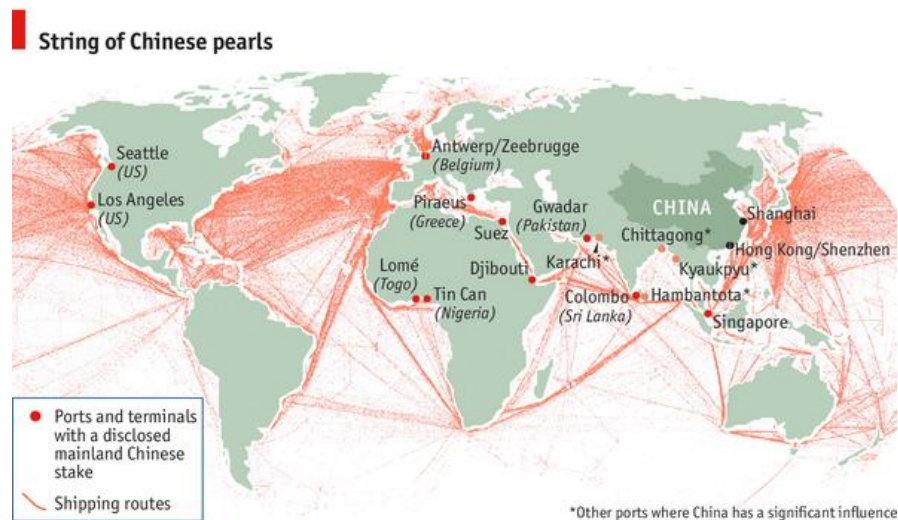 String of Chinese pearls
Seattle
(US)
Los Angeles
(US)
Antwerp/Zeebrugge
(Belgium)
Piraeus
(Greece)
Suez
Gwadar
(Pakistan)
Karachi*
CHINA
Shanghai
Chittagong*
Hong Kong/Shenzhen
Kyaukpyu*
Lomé
(Togo)
Tin Can
(Nigeria)
Djibouti
Colombo
(Sri Lanka)
Hambantota*
Singapore
Ports and terminals
with a disclosed
mainland Chinese
stake
Shipping routes
*Other ports where China has a significant influence